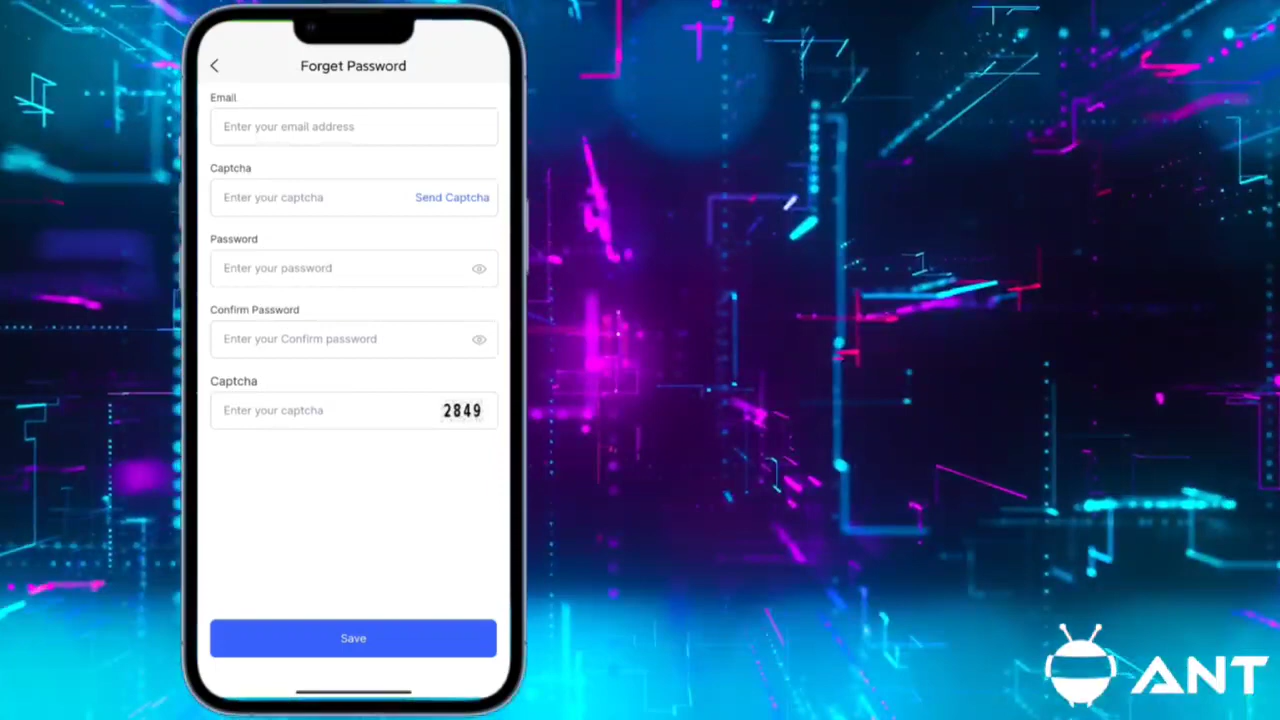 Forget Password
Email
Enter your email address
Captcha
Enter your captcha Send Captcha
Password
Enter your password
Confirm Password
Enter your Confirm password
Captcha
Enter your captcha 2849
Save
ANT